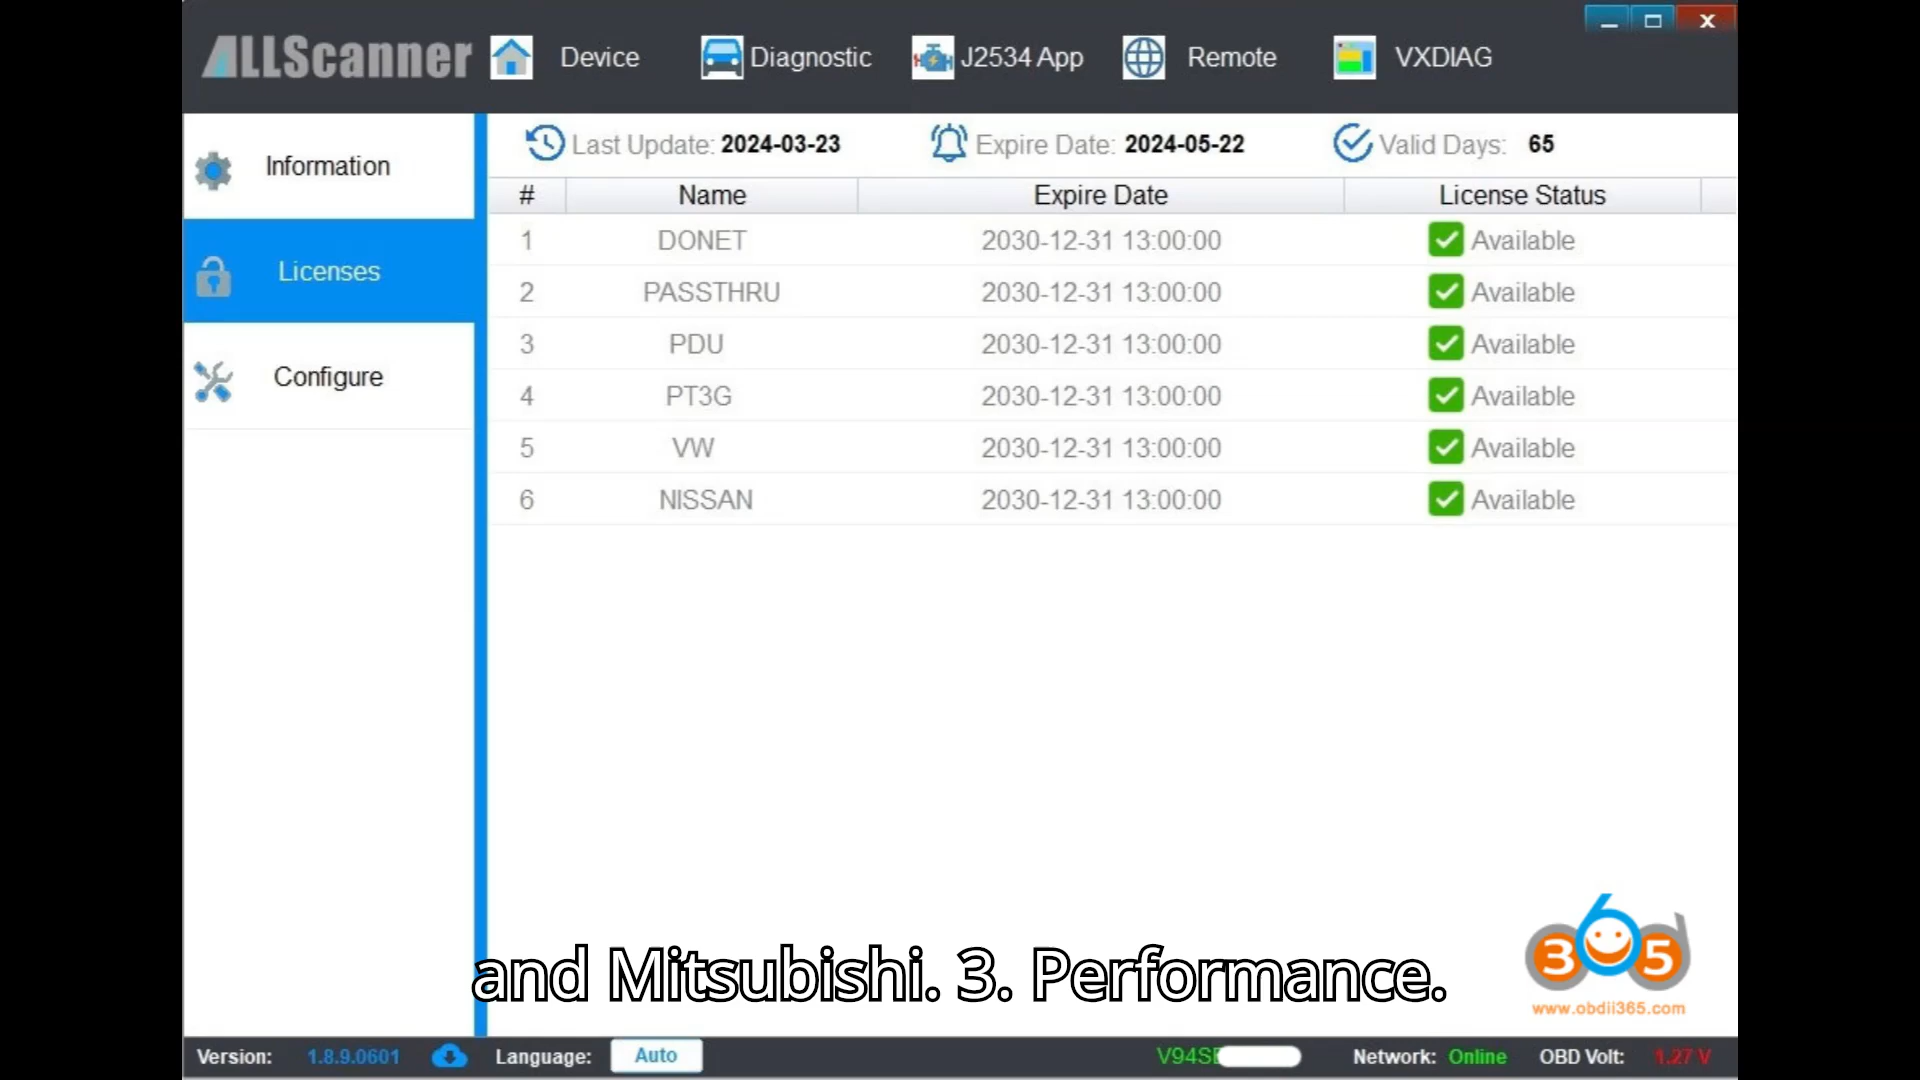 ALLScanner Device Diagnostic J2534 App Remote VXDIAG
Information
Licenses
Configure
Last Update: 2024-03-23 Expire Date: 2024-05-22 Valid Days: 65
# Name Expire Date License Status
1 DONET 2030-12-31 13:00:00 Available
2 PASSTHRU 2030-12-31 13:00:00 Available
3 PDU 2030-12-31 13:00:00 Available
4 PT3G 2030-12-31 13:00:00 Available
5 VW 2030-12-31 13:00:00 Available
6 NISSAN 2030-12-31 13:00:00 Available
and Mitsubishi. 3. Performance.
365
www.obdii365.com
Version: 1.8.9.0601 Language: Auto Network: Online OBD Volt: 1.27 V